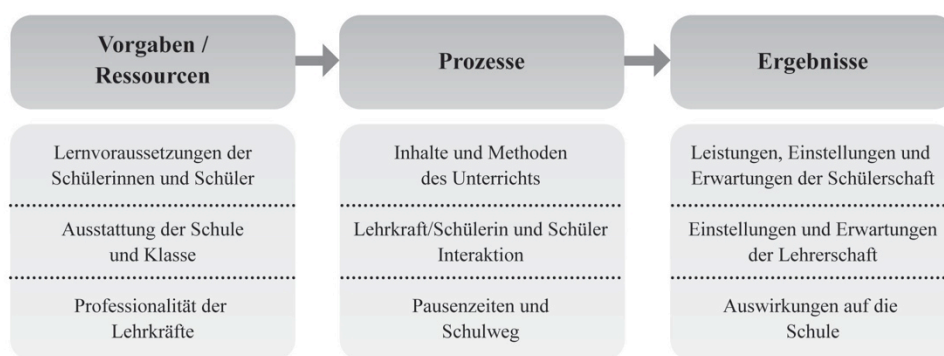 Vorgaben /
Ressourcen
Prozesse
Ergebnisse
Lernvoraussetzungen der
Schülerinnen und Schüler
Ausstattung der Schule
und Klasse
Professionalität der
Lehrkräfte
Inhalte und Methoden
des Unterrichts
Lehrkraft/Schülerin und Schüler
Interaktion
Pausenzeiten und
Schulweg
Leistungen, Einstellungen und
Erwartungen der Schülerschaft
Einstellungen und Erwartungen
der Lehrerschaft
Auswirkungen auf die
Schule